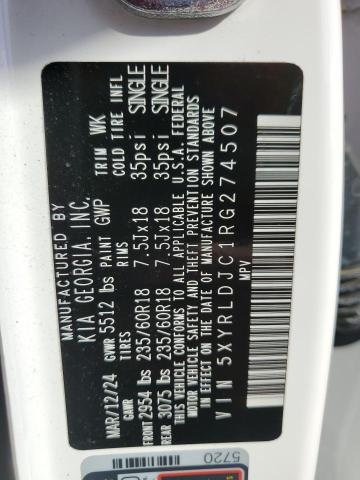 MANUFACTURED BY
KIA GEORGIA, INC.
MAR/12/24 PAINT GWP TRIM WK
GVWR 5512 lbs
GAWR TIRES RIMS COLD TIRE INFL
FRONT 2954 lbs 235/60R18 7.5Jx18 35psi SINGLE
REAR 3075 lbs 235/60R18 7.5Jx18 35psi SINGLE
THIS VEHICLE CONFORMS TO ALL APPLICABLE U.S.A. FEDERAL
MOTOR VEHICLE SAFETY AND THEFT PREVENTION STANDARDS
IN EFFECT ON THE DATE OF MANUFACTURE SHOWN ABOVE
VIN 5XYRLDJC1RG274507
MPV
5720